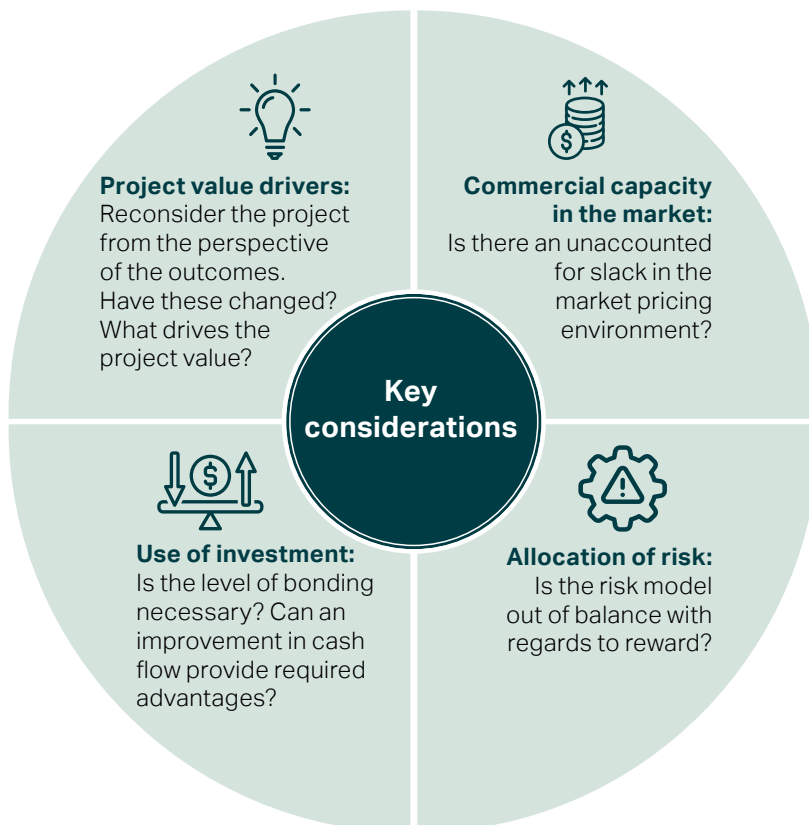 Project value drivers:
Reconsider the project
from the perspective
of the outcomes.
Have these changed?
What drives the
project value?
Commercial capacity
in the market:
Is there an unaccounted
for slack in the
market pricing
environment?
Key
considerations
Use of investment:
Is the level of bonding
necessary? Can an
improvement in cash
flow provide required
advantages?
Allocation of risk:
Is the risk model
out of balance with
regards to reward?